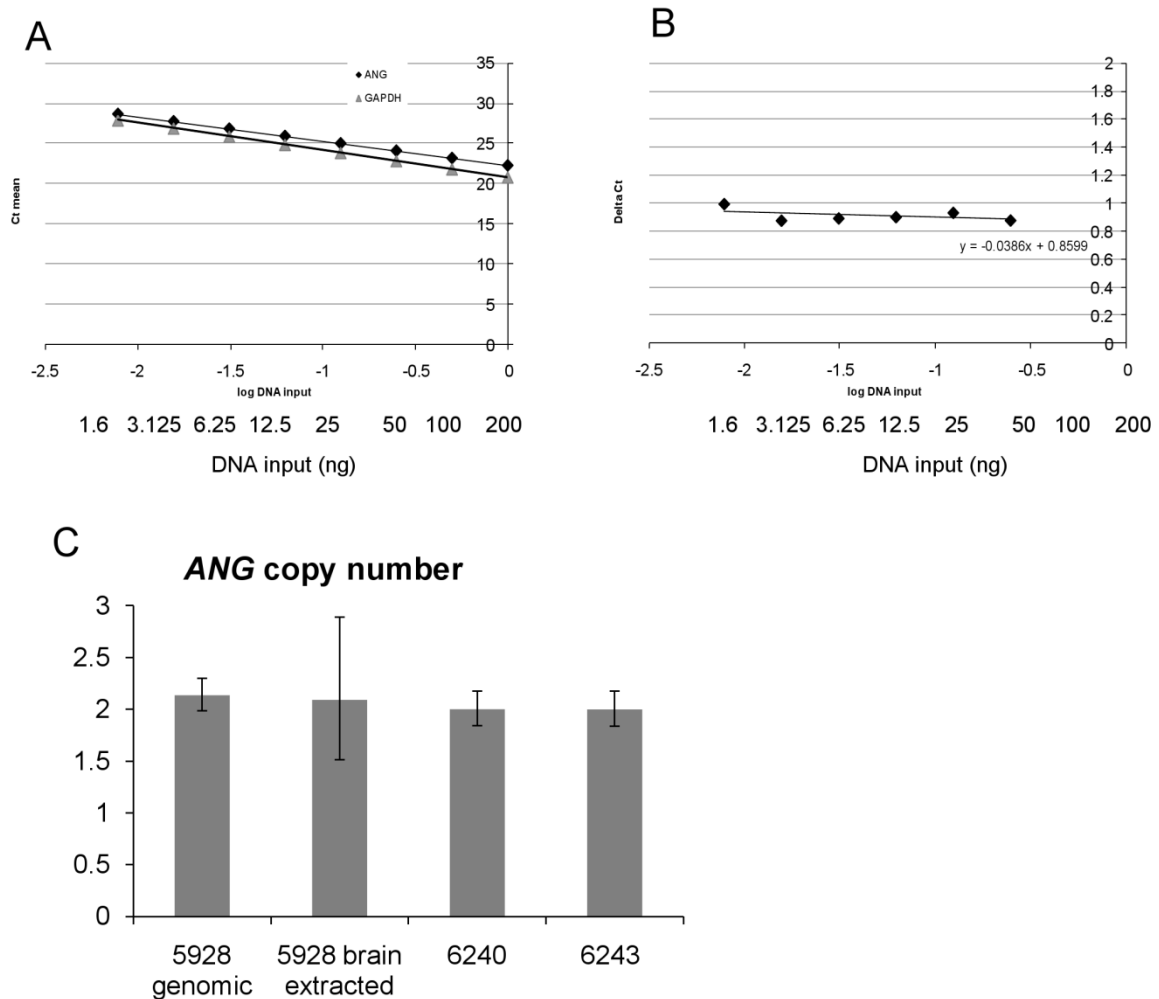 A
35
30
25
20
15
10
5
0
ANG
GAPDH
Ct mean
-2.5 -2 -1.5 -1 -0.5 0
log DNA input
1.6 3.125 6.25 12.5 25 50 100 200
DNA input (ng)
B
2
1.8
1.6
1.4
1.2
1
0.8
0.6
0.4
0.2
0
Delta Ct
y = -0.0386x + 0.8599
-2.5 -2 -1.5 -1 -0.5 0
log DNA input
1.6 3.125 6.25 12.5 25 50 100 200
DNA input (ng)
C
ANG copy number
3
2.5
2
1.5
1
0.5
0
5928 genomic
5928 brain extracted
6240
6243